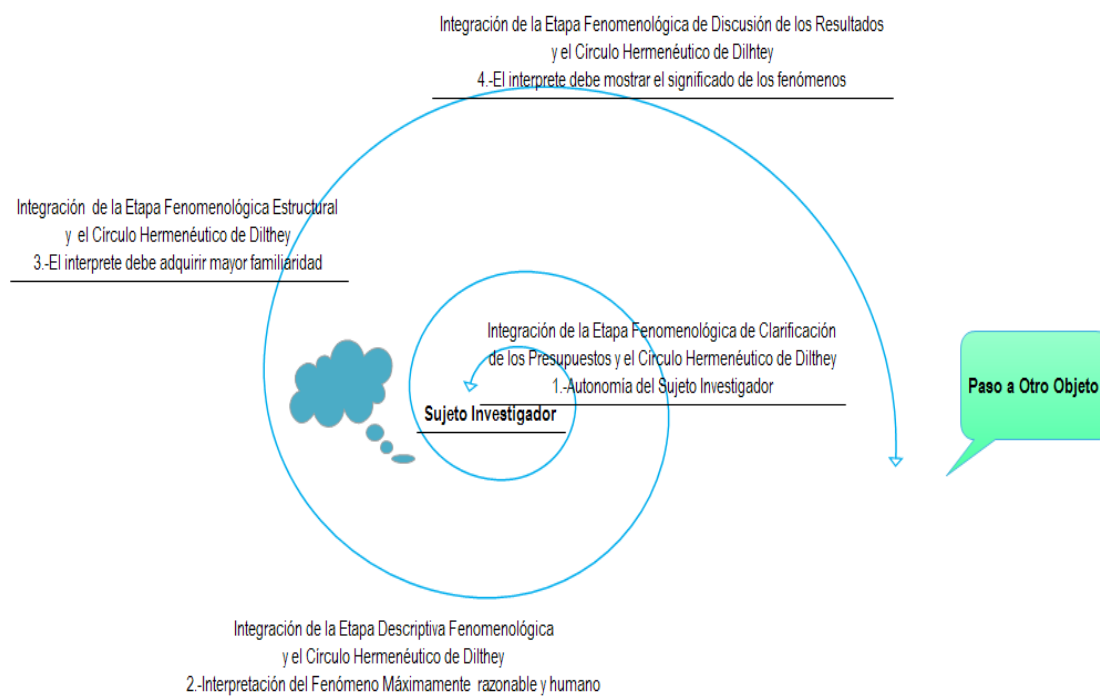 Integración de la Etapa Fenomenológica de Discusión de los Resultados
y el Círculo Hermenéutico de Dilhtey
4.-El interprete debe mostrar el significado de los fenómenos
Integración de la Etapa Fenomenológica Estructural
y el Círculo Hermenéutico de Dilthey
3.-El interprete debe adquirir mayor familiaridad
Integración de la Etapa Fenomenológica de Clarificación
de los Presupuestos y el Círculo Hermenéutico de Dilthey
1.-Autonomía del Sujeto Investigador
Sujeto Investigador
Paso a Otro Objeto
Integración de la Etapa Descriptiva Fenomenológica
y el Círculo Hermenéutico de Dilthey
2.-Interpretación del Fenómeno Máximamente razonable y humano